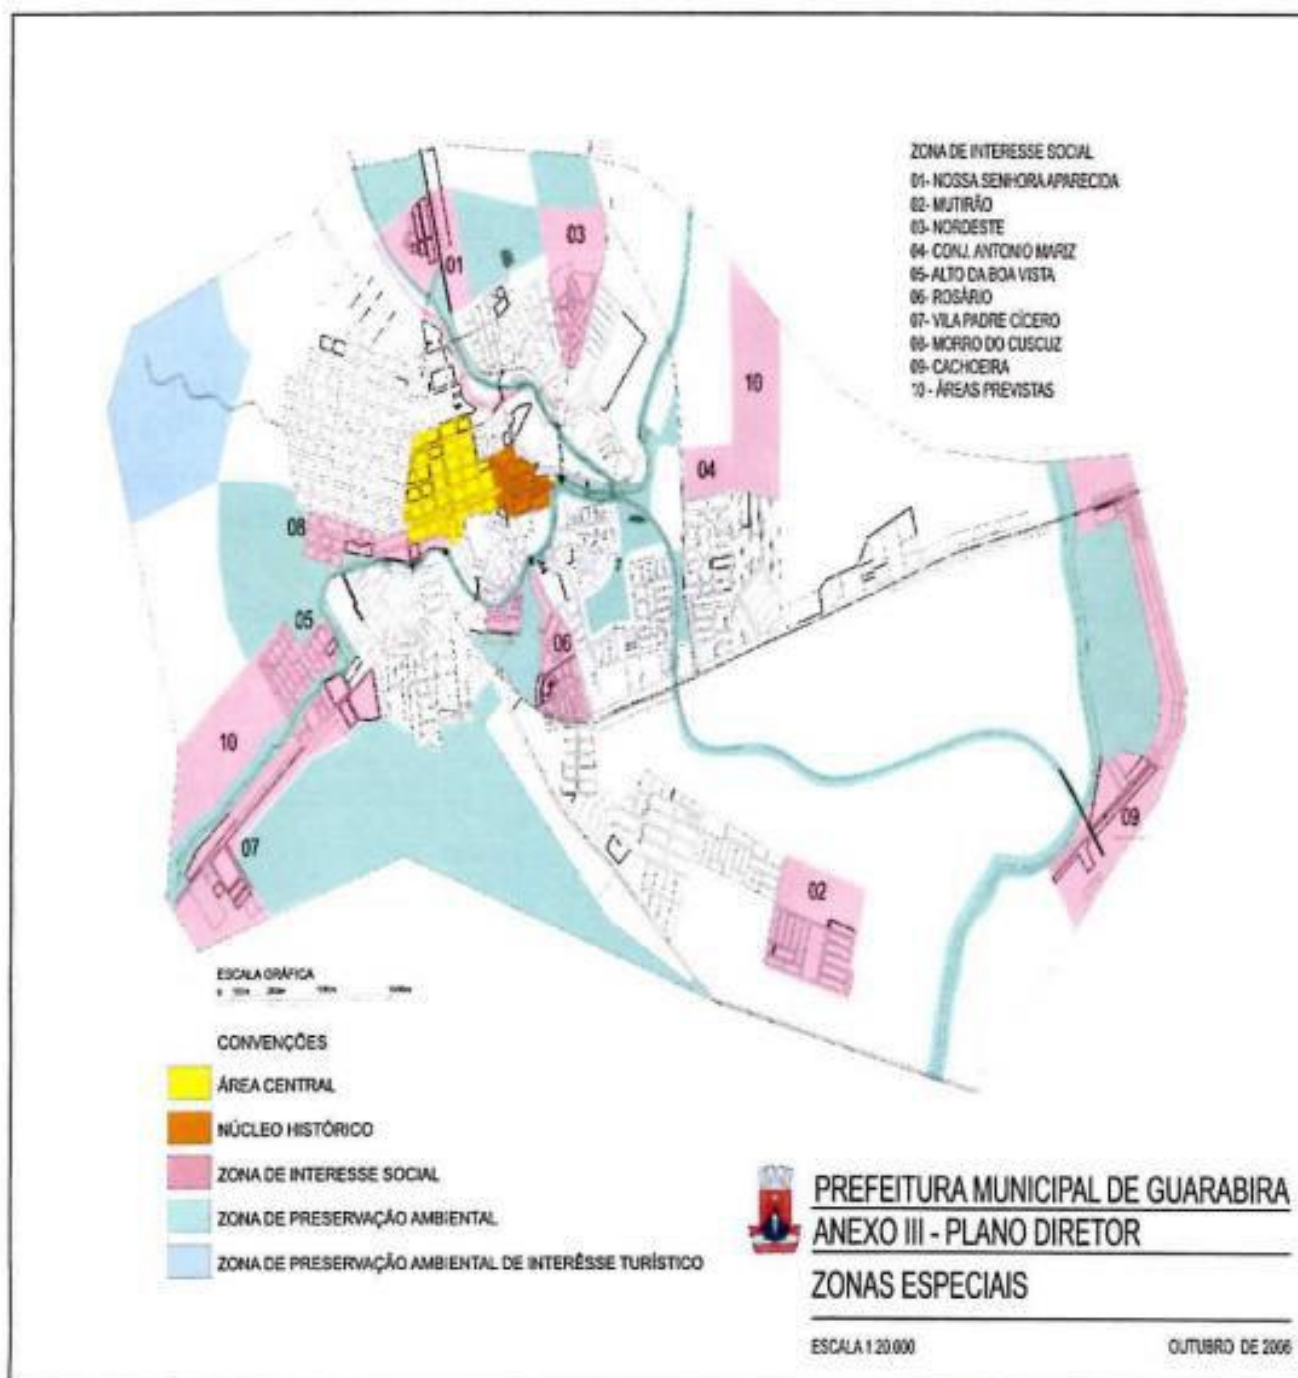 ZONA DE INTERESSE SOCIAL
01- NOSSA SENHORA APARECIDA
02- MUTIRÃO
03- NORDESTE
04- CONJ. ANTONIO MARIZ
05- ALTO DA BOA VISTA
06- ROSÁRIO
07- VILA PADRE CÍCERO
08- MORRO DO CUSCUZ
09- CACHOEIRA
10 - ÁREAS PREVISTAS
03
01
10
04
08
05
06
10
07
09
02
ESCALA GRÁFICA
0
CONVENÇÕES
ÁREA CENTRAL
NÚCLEO HISTÓRICO
ZONA DE INTERESSE SOCIAL
ZONA DE PRESERVAÇÃO AMBIENTAL
ZONA DE PRESERVAÇÃO AMBIENTAL DE INTERÊSSE TURÍSTICO
PREFEITURA MUNICIPAL DE GUARABIRA
ANEXO III - PLANO DIRETOR
ZONAS ESPECIAIS
ESCALA 1:20.000
OUTUBRO DE 2006